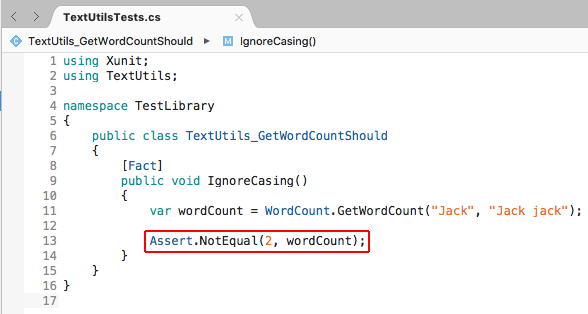 TextUtilsTests.cs
TextUtils_GetWordCountShould ▶ M IgnoreCasing()
1 using Xunit;
2 using TextUtils;
3
4 namespace TestLibrary
5 {
6     public class TextUtils_GetWordCountShould
7     {
8         [Fact]
9         public void IgnoreCasing()
10         {
11             var wordCount = WordCount.GetWordCount("Jack", "Jack jack");
12
13             Assert.NotEqual(2, wordCount);
14         }
15     }
16 }
17